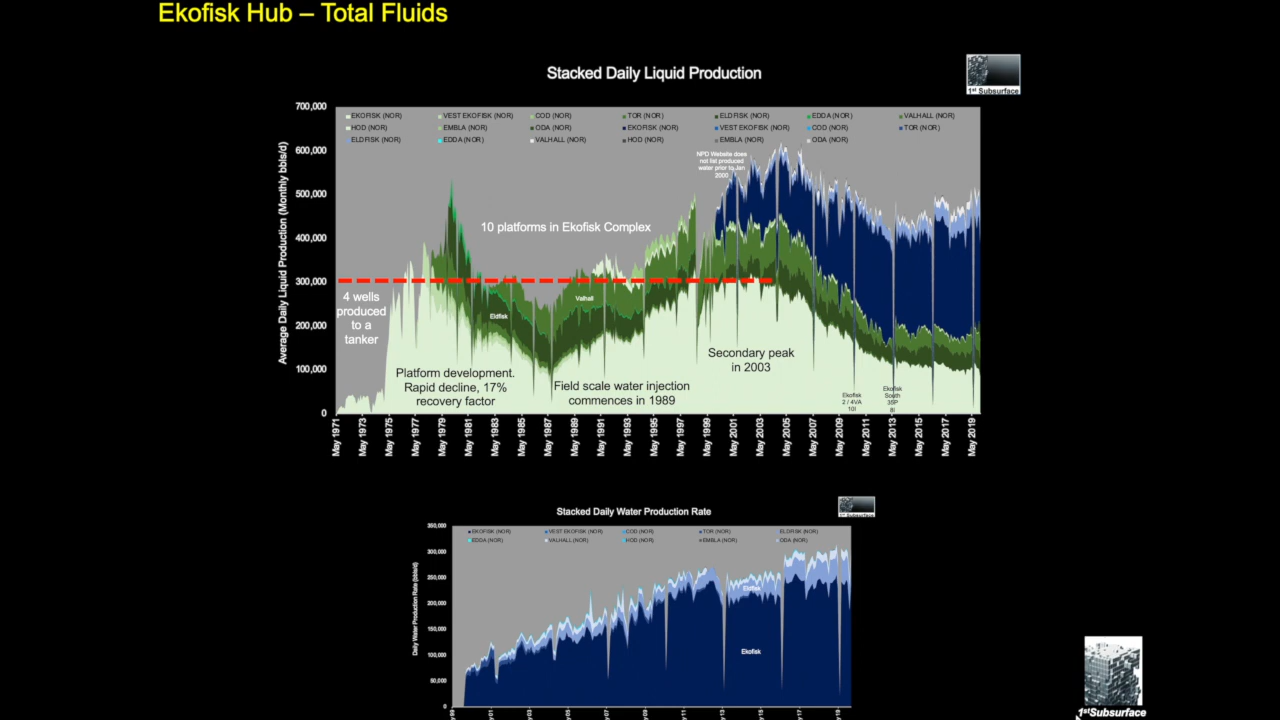 Ekofisk Hub – Total Fluids
Stacked Daily Liquid Production
1st Subsurface
700,000
600,000
500,000
400,000
300,000
200,000
100,000
0
Average Daily Liquid Production (Monthly bbls/d)
EKOFISK (NOR) VEST EKOFISK (NOR) COD (NOR) TOR (NOR) ELDFISK (NOR) EDDA (NOR) VALHALL (NOR)
HOD (NOR) EMBLA (NOR) ODA (NOR) EKOFISK (NOR) VEST EKOFISK (NOR) COD (NOR) TOR (NOR)
ELDFISK (NOR) EDDA (NOR) VALHALL (NOR) HOD (NOR) EMBLA (NOR) ODA (NOR)
NPD Website does
not list produced
water prior to Jan
2000
10 platforms in Ekofisk Complex
4 wells
produced
to a
tanker
Valhall
Eldfisk
Platform development.
Rapid decline, 17%
recovery factor
Field scale water injection
commences in 1989
Secondary peak
in 2003
Ekofisk
2 / 4VA
10I
Ekofisk
South
35P
8I
May 1971 May 1973 May 1975 May 1977 May 1979 May 1981 May 1983 May 1985 May 1987 May 1989 May 1991 May 1993 May 1995 May 1997 May 1999 May 2001 May 2003 May 2005 May 2007 May 2009 May 2011 May 2013 May 2015 May 2017 May 2019
Stacked Daily Water Production Rate
1st Subsurface
350,000
300,000
250,000
200,000
150,000
100,000
50,000
0
Daily Water Production Rate (bbls/d)
EKOFISK (NOR) VEST EKOFISK (NOR) COD (NOR) TOR (NOR) ELDFISK (NOR)
EDDA (NOR) VALHALL (NOR) HOD (NOR) EMBLA (NOR) ODA (NOR)
Eldfisk
Ekofisk
1st Subsurface